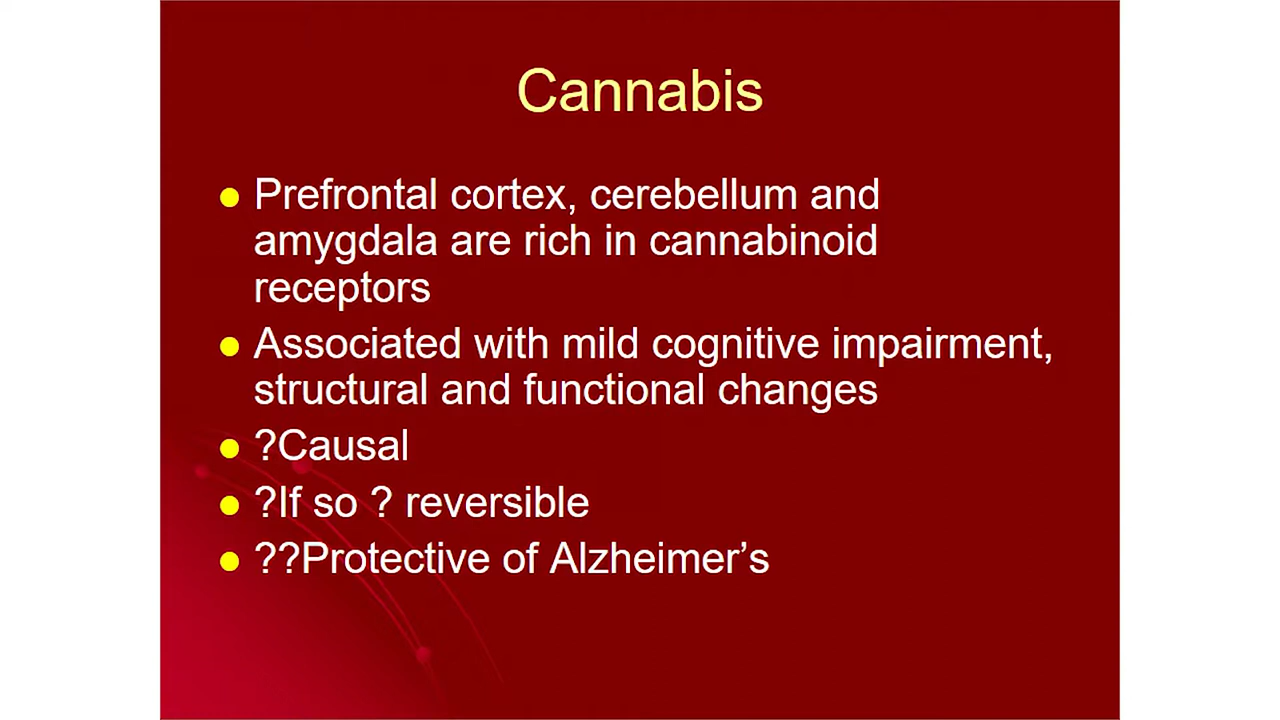 Cannabis
Prefrontal cortex, cerebellum and
amygdala are rich in cannabinoid
receptors
Associated with mild cognitive impairment,
structural and functional changes
?Causal
?If so ? reversible
??Protective of Alzheimer’s